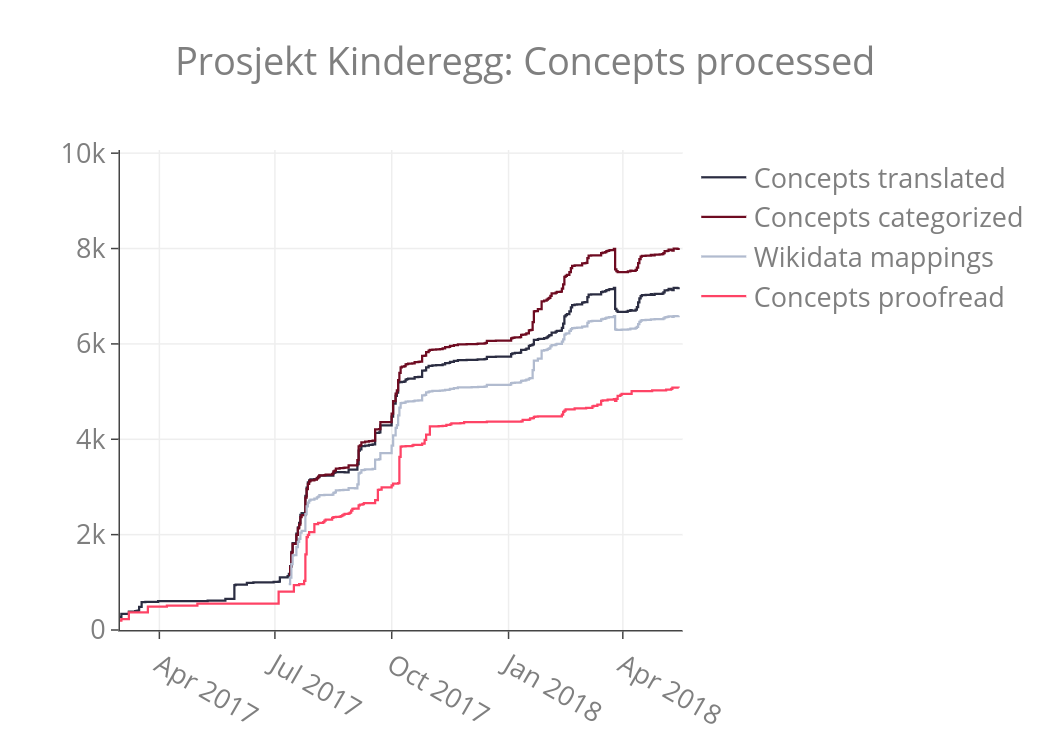 Prosjekt Kinderegg: Concepts processed
10k
8k
6k
4k
2k
0
Apr 2017
Jul 2017
Oct 2017
Jan 2018
Apr 2018
Concepts translated
Concepts categorized
Wikidata mappings
Concepts proofread